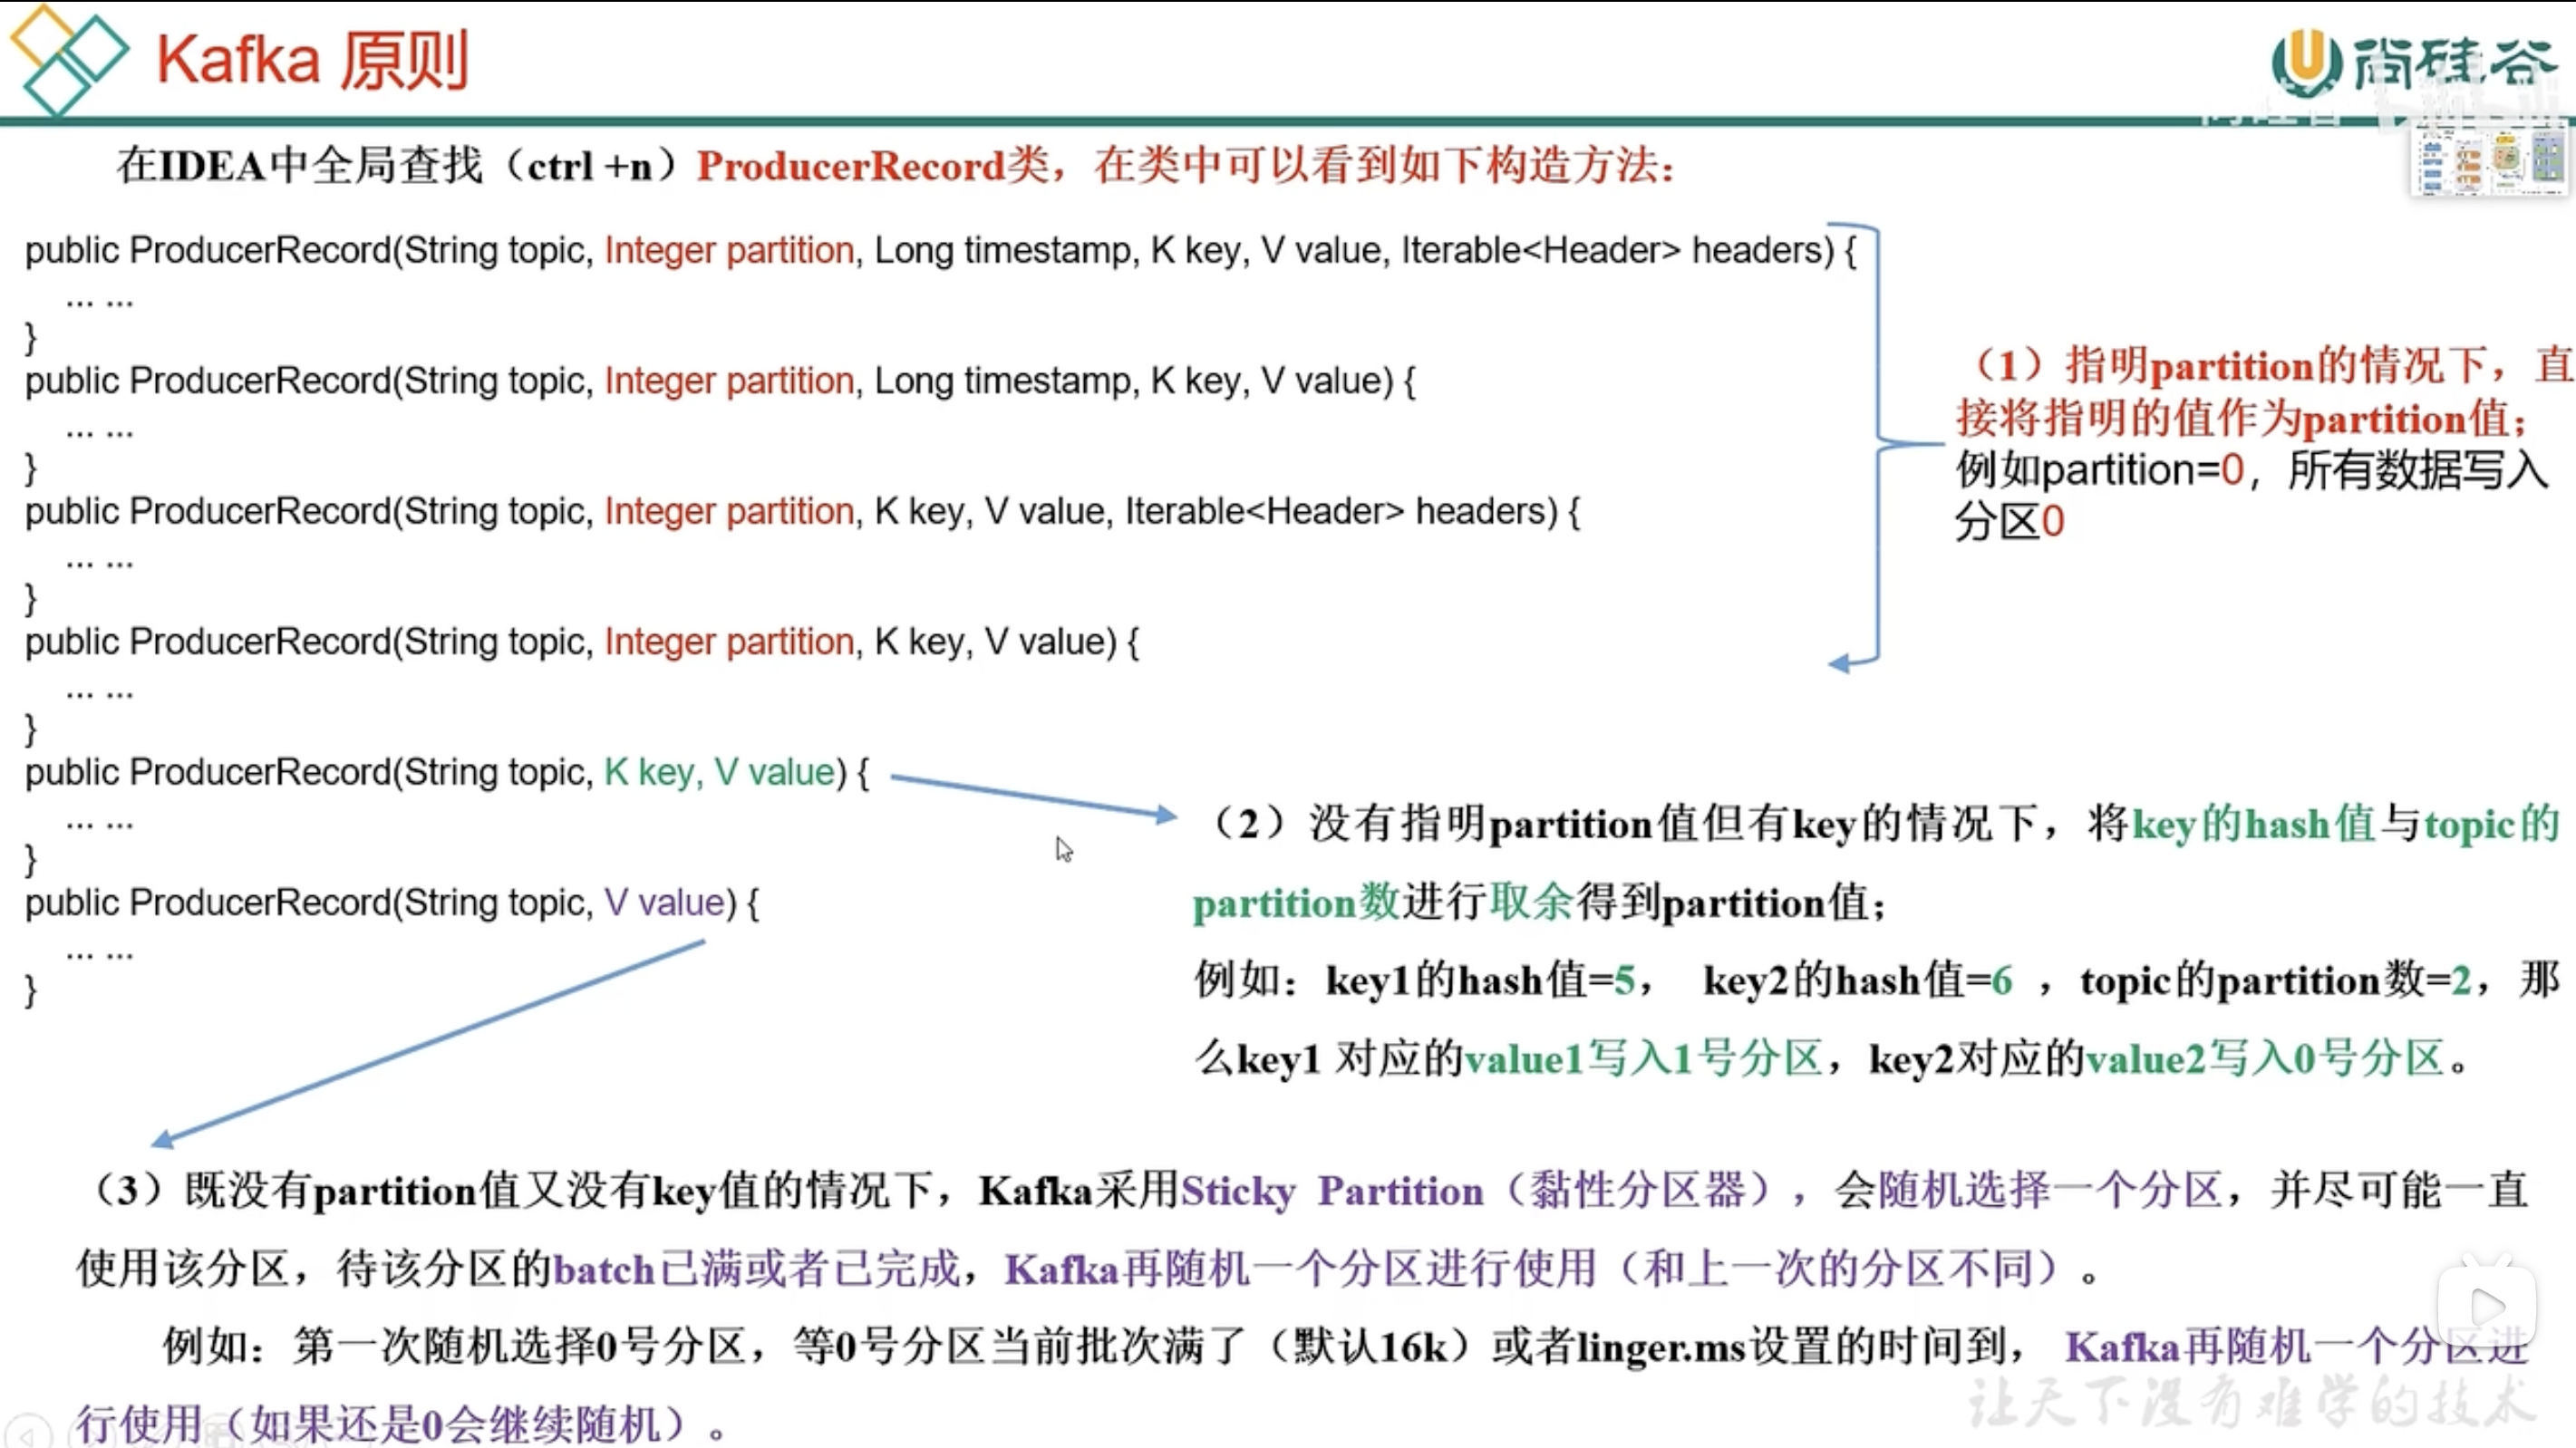 Kafka 原则
尚硅谷
在IDEA中全局查找（ctrl +n）ProducerRecord类，在类中可以看到如下构造方法：
public ProducerRecord(String topic, Integer partition, Long timestamp, K key, V value, Iterable<Header> headers) {
... ...
}
public ProducerRecord(String topic, Integer partition, Long timestamp, K key, V value) {
... ...
}
public ProducerRecord(String topic, Integer partition, K key, V value, Iterable<Header> headers) {
... ...
}
public ProducerRecord(String topic, Integer partition, K key, V value) {
... ...
}
public ProducerRecord(String topic, K key, V value) {
... ...
}
public ProducerRecord(String topic, V value) {
... ...
}
（1）指明partition的情况下，直
接将指明的值作为partition值；
例如partition=0，所有数据写入
分区0
（2）没有指明partition值但有key的情况下，将key的hash值与topic的
partition数进行取余得到partition值；
例如：key1的hash值=5， key2的hash值=6 ，topic的partition数=2，那
么key1 对应的value1写入1号分区，key2对应的value2写入0号分区。
（3）既没有partition值又没有key值的情况下，Kafka采用Sticky Partition（黏性分区器），会随机选择一个分区，并尽可能一直
使用该分区，待该分区的batch已满或者已完成，Kafka再随机一个分区进行使用（和上一次的分区不同）。
例如：第一次随机选择0号分区，等0号分区当前批次满了（默认16k）或者linger.ms设置的时间到， Kafka再随机一个分区进
行使用（如果还是0会继续随机）。
让天下没有难学的技术